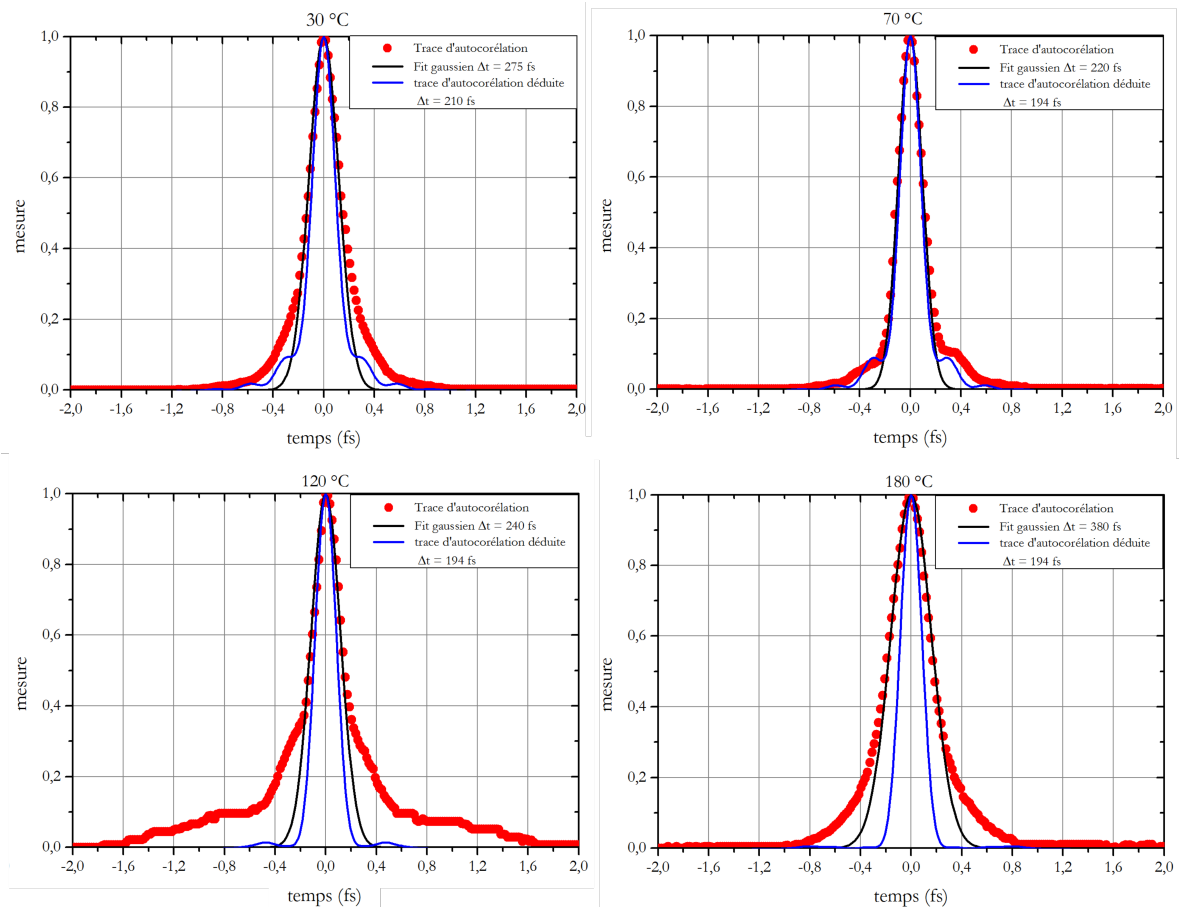 30 °C
Trace d'autocorélation
Fit gaussien Δt = 275 fs
trace d'autocorélation déduite
Δt = 210 fs
mesure
1,0
0,8
0,6
0,4
0,2
0,0
-2,0 -1,6 -1,2 -0,8 -0,4 0,0 0,4 0,8 1,2 1,6 2,0
temps (fs)
70 °C
Trace d'autocorélation
Fit gaussien Δt = 220 fs
trace d'autocorélation déduite
Δt = 194 fs
mesure
1,0
0,8
0,6
0,4
0,2
0,0
-2,0 -1,6 -1,2 -0,8 -0,4 0,0 0,4 0,8 1,2 1,6 2,0
temps (fs)
120 °C
Trace d'autocorélation
Fit gaussien Δt = 240 fs
trace d'autocorélation déduite
Δt = 194 fs
mesure
1,0
0,8
0,6
0,4
0,2
0,0
-2,0 -1,6 -1,2 -0,8 -0,4 0,0 0,4 0,8 1,2 1,6 2,0
temps (fs)
180 °C
Trace d'autocorélation
Fit gaussien Δt = 380 fs
trace d'autocorélation déduite
Δt = 194 fs
mesure
1,0
0,8
0,6
0,4
0,2
0,0
-2,0 -1,6 -1,2 -0,8 -0,4 0,0 0,4 0,8 1,2 1,6 2,0
temps (fs)